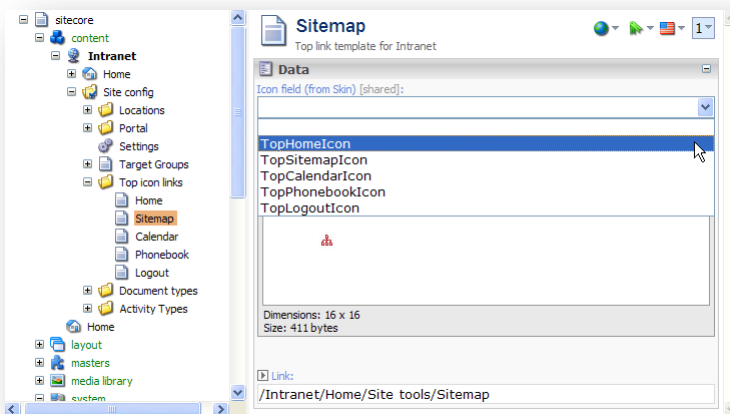 sitecore
content
Intranet
Home
Site config
Locations
Portal
Settings
Target Groups
Top icon links
Home
Sitemap
Calendar
Phonebook
Logout
Document types
Activity Types
Home
layout
masters
media library
system
Sitemap
Top link template for Intranet
1
Data
Icon field (from Skin) [shared]:
TopHomeIcon
TopSitemapIcon
TopCalendarIcon
TopPhonebookIcon
TopLogoutIcon
Dimensions: 16 x 16
Size: 411 bytes
Link:
/Intranet/Home/Site tools/Sitemap